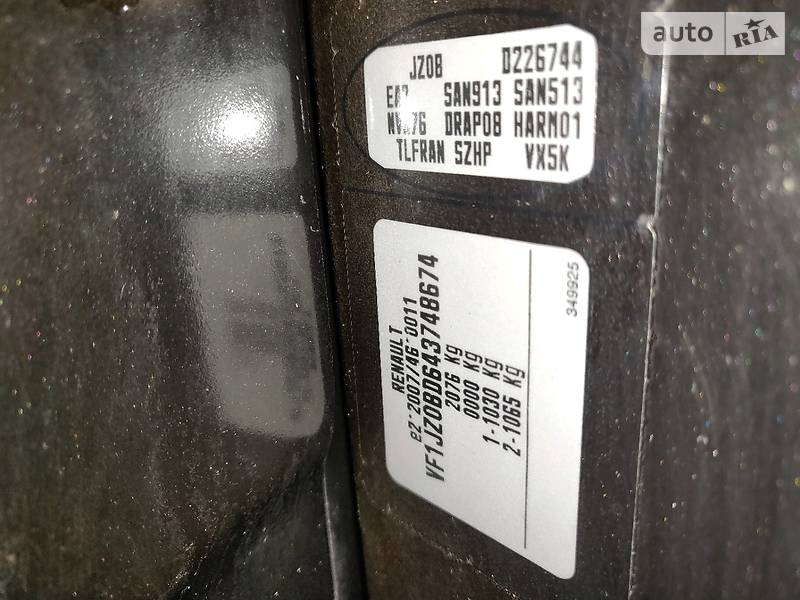 auto RIA
JZ0B D226744
SAN913 SAN513
DRAP08 HARM01
TLFRAN SZHP VX5K
RENAULT
e2*2007/46*0011
VF1JZ0BD643748674
2076 Kg
0000 Kg
1-1030 Kg
2-1065 Kg
349925